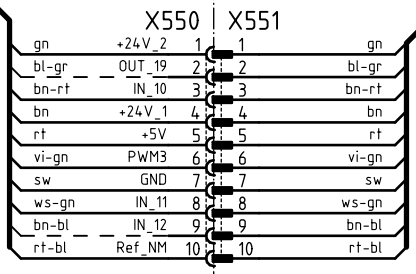 X550 X551
gn +24V_2 1 1 gn
bl-gr OUT_19 2 2 bl-gr
bn-rt IN_10 3 3 bn-rt
bn +24V_1 4 4 bn
rt +5V 5 5 rt
vi-gn PWM3 6 6 vi-gn
sw GND 7 7 sw
ws-gn IN_11 8 8 ws-gn
bn-bl IN_12 9 9 bn-bl
rt-bl Ref_NM 10 10 rt-bl